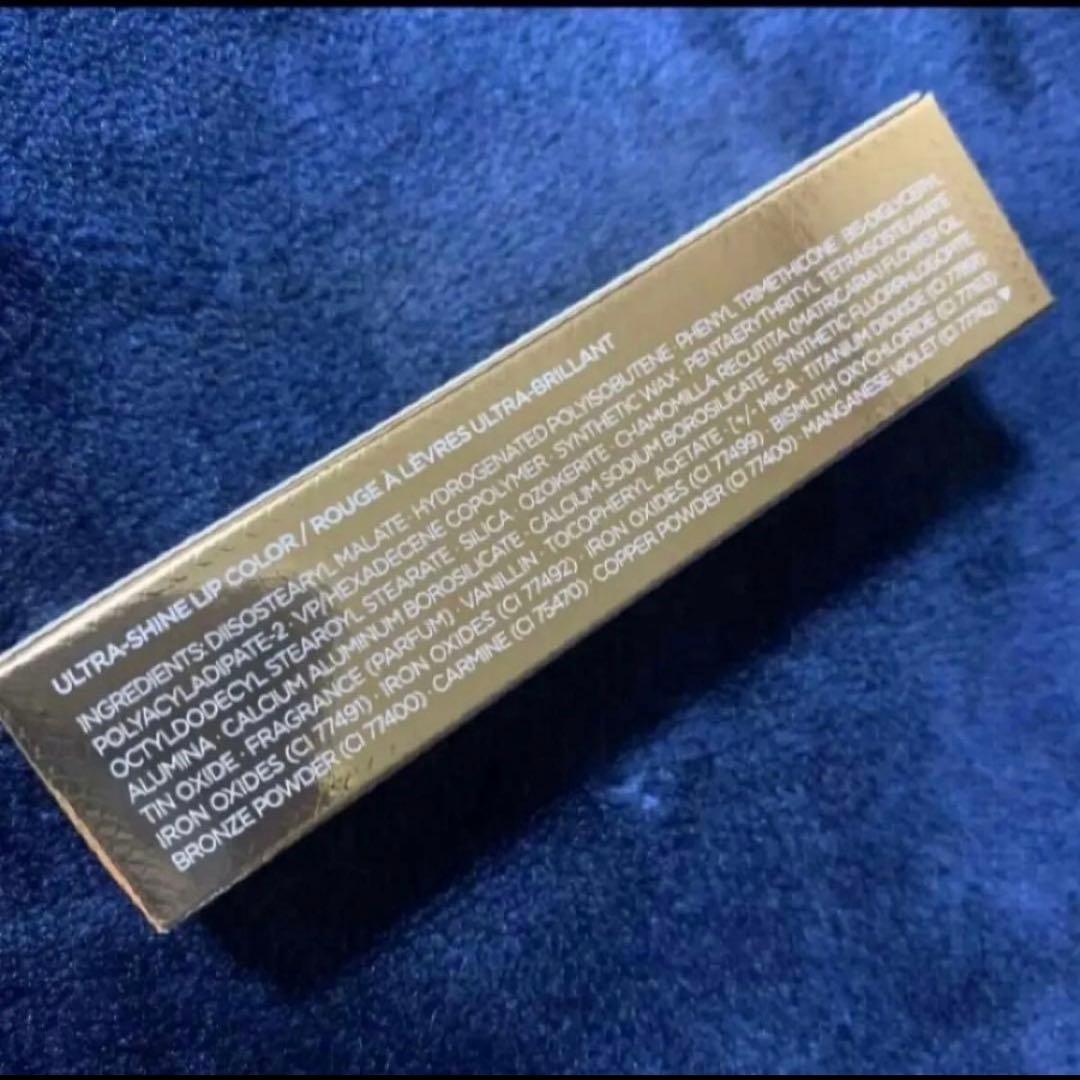 ULTRA-SHINE LIP COLOR / ROUGE À LÈVRES ULTRA-BRILLANT
INGREDIENTS: DIISOSTEARYL MALATE · HYDROGENATED POLYISOBUTENE · PHENYL TRIMETHICONE · BIS-DIGLYCERYL
POLYACYLADIPATE-2 · VP/HEXADECENE COPOLYMER · SYNTHETIC WAX · PENTAERYTHRITYL TETRAISOSTEARATE
OCTYLDODECYL STEAROYL STEARATE · SILICA · OZOKERITE · CHAMOMILLA RECUTITA (MATRICARIA) FLOWER OIL
ALUMINA · CALCIUM ALUMINUM BOROSILICATE · CALCIUM SODIUM BOROSILICATE · SYNTHETIC FLUORPHLOGOPITE
TIN OXIDE · FRAGRANCE (PARFUM) · VANILLIN · TOCOPHERYL ACETATE · [+/- MICA · TITANIUM DIOXIDE (CI 77891)
IRON OXIDES (CI 77491) · IRON OXIDES (CI 77492) · IRON OXIDES (CI 77499) · BISMUTH OXYCHLORIDE (CI 77163)
BRONZE POWDER (CI 77400) · CARMINE (CI 75470) · COPPER POWDER (CI 77400) · MANGANESE VIOLET (CI 77742)